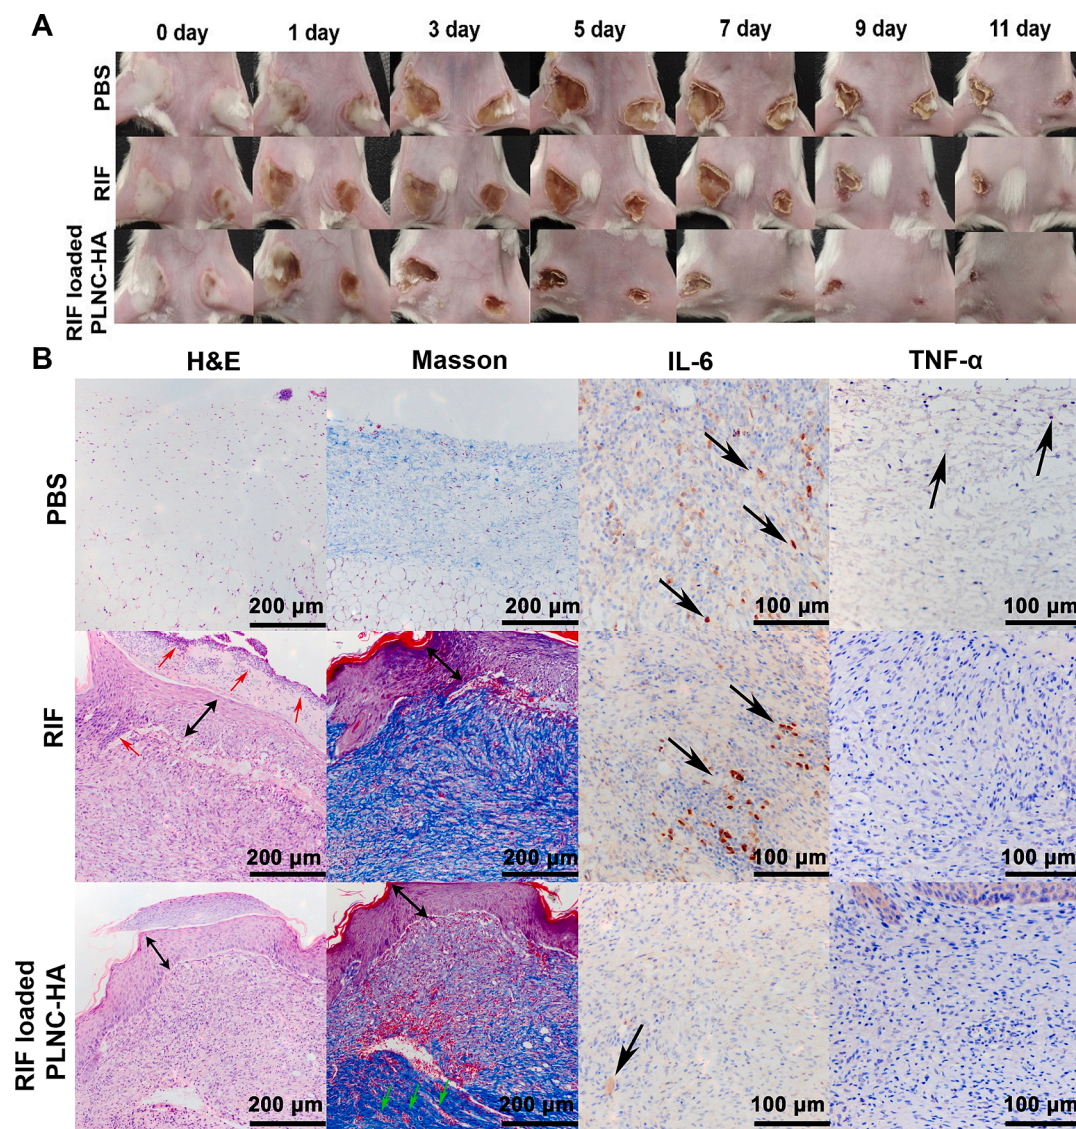 A
0 day 1 day 3 day 5 day 7 day 9 day 11 day
PBS
RIF
RIF loaded
PLNC-HA
B
H&E Masson IL-6 TNF-α
PBS
200 µm 200 µm 100 µm 100 µm
RIF
200 µm 200 µm 100 µm 100 µm
RIF loaded
PLNC-HA
200 µm 200 µm 100 µm 100 µm